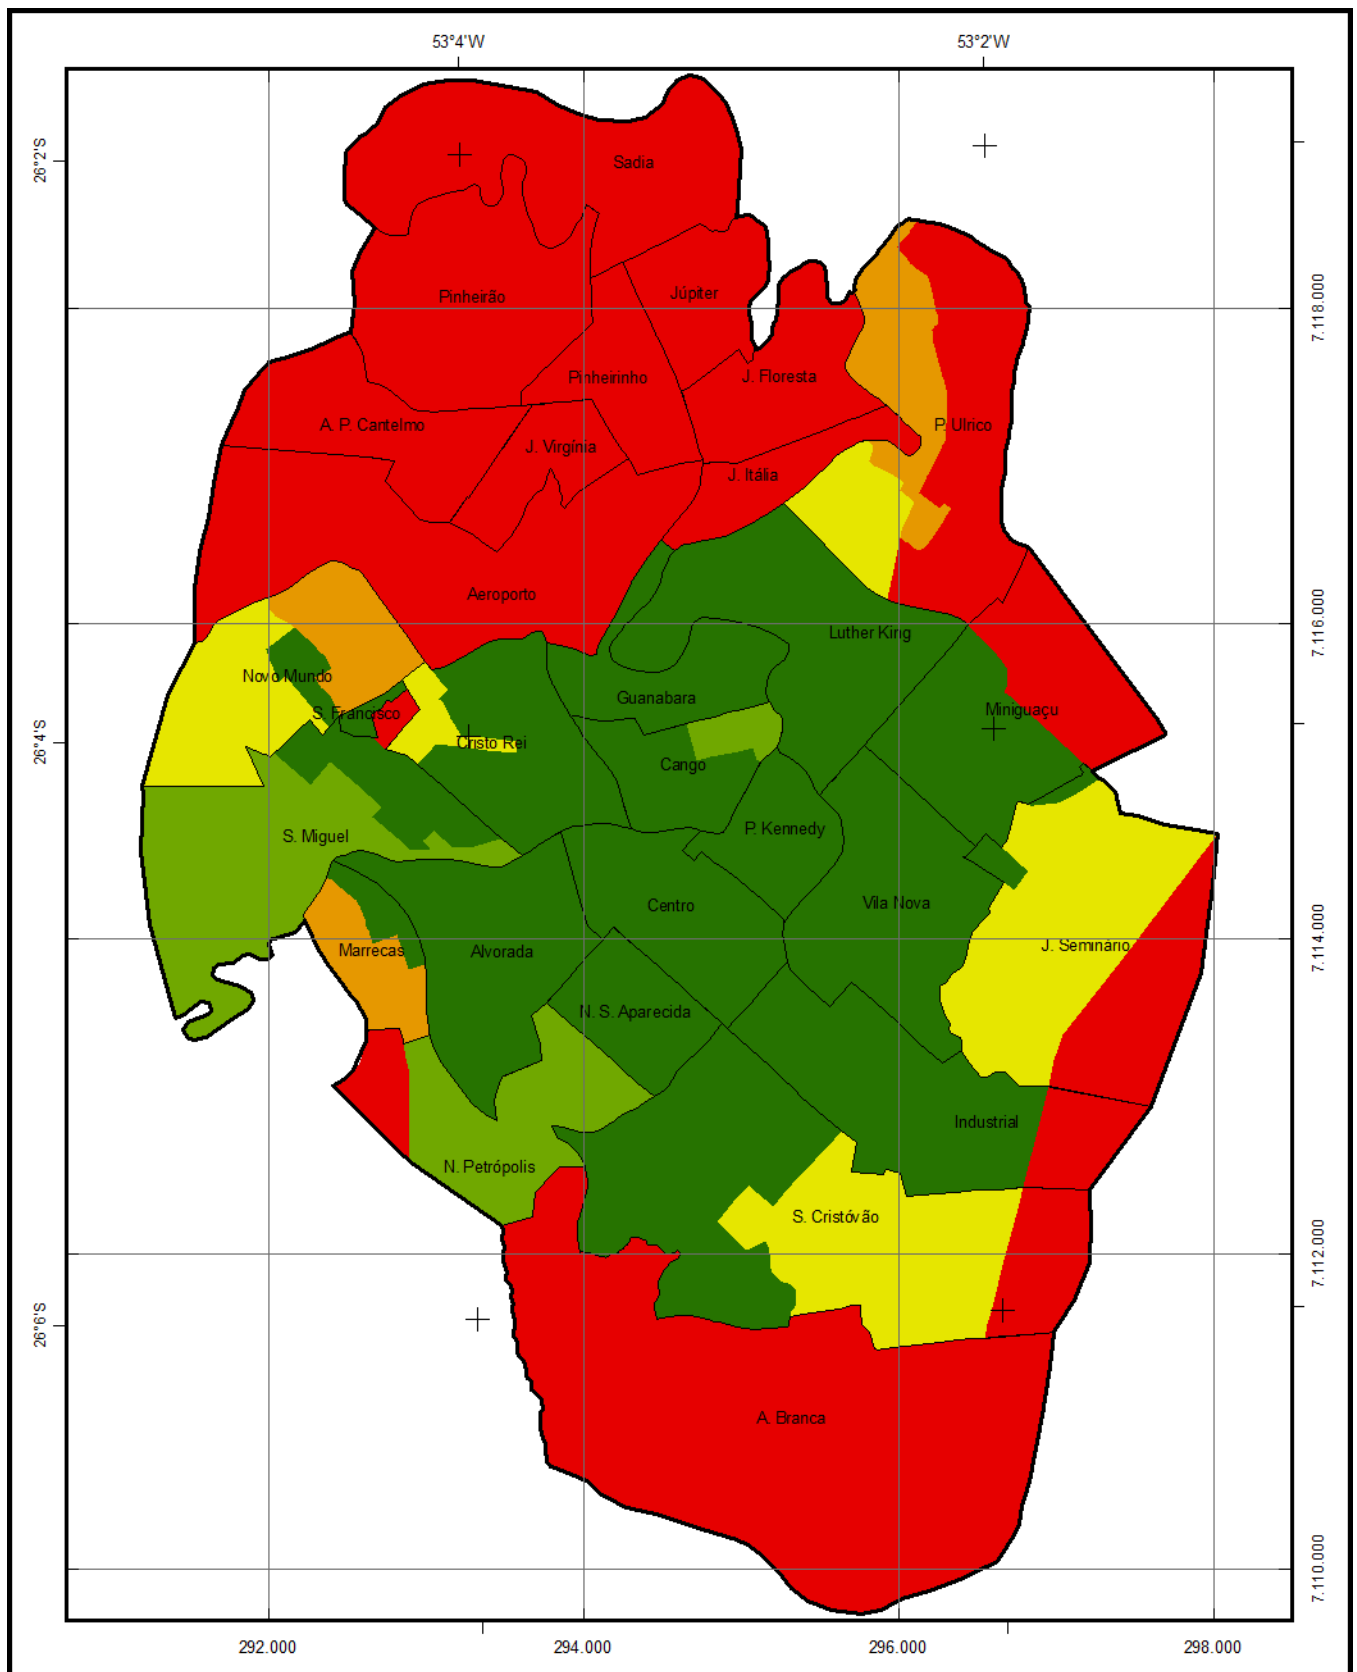 53°4'W
53°2'W
26°2'S
Sadia
Pinheirão
Júpiter
7.118.000
Pinheirinho
J. Floresta
A. P. Cantelmo
P. Ulrico
J. Virgínia
J. Itália
Aeroporto
7.116.000
Luther King
Novo Mundo
Guanabara
S. Francisco
Miniguaçu
26°4'S
Cristo Rei
Cango
S. Miguel
P. Kennedy
Centro
Vila Nova
7.114.000
Marrecas
Alvorada
J. Seminário
N. S. Aparecida
Industrial
N. Petrópolis
S. Cristóvão
7.112.000
26°6'S
A. Branca
7.110.000
292.000
294.000
296.000
298.000